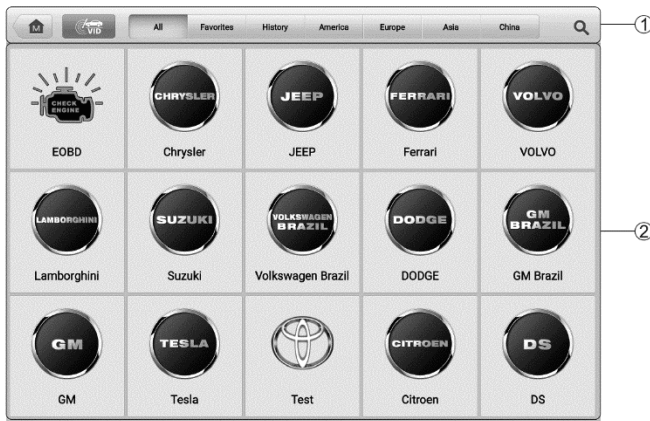 M VID All Favorites History America Europe Asia China ①
CHECK
ENGINE
CHRYSLER JEEP FERRARI VOLVO
EOBD Chrysler JEEP Ferrari VOLVO
LAMBORGHINI SUZUKI VOLKSWAGEN
BRAZIL DODGE GM
BRAZIL ②
Lamborghini Suzuki Volkswagen Brazil DODGE GM Brazil
GM TESLA CITROEN DS
GM Tesla Test Citroen DS